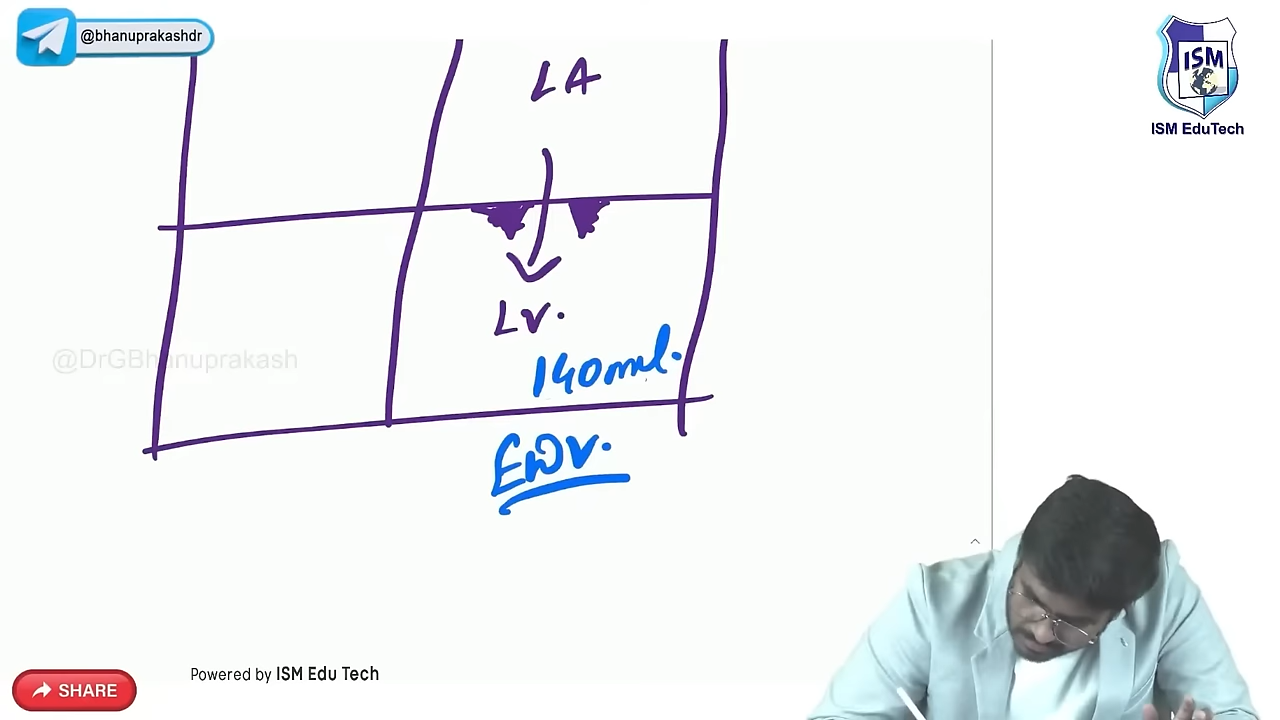 @bhanuprakashdr
ISM
ISM EduTech
LA
LV.
140ml.
@DrGBhanuprakash
EDV.
Powered by ISM Edu Tech
SHARE